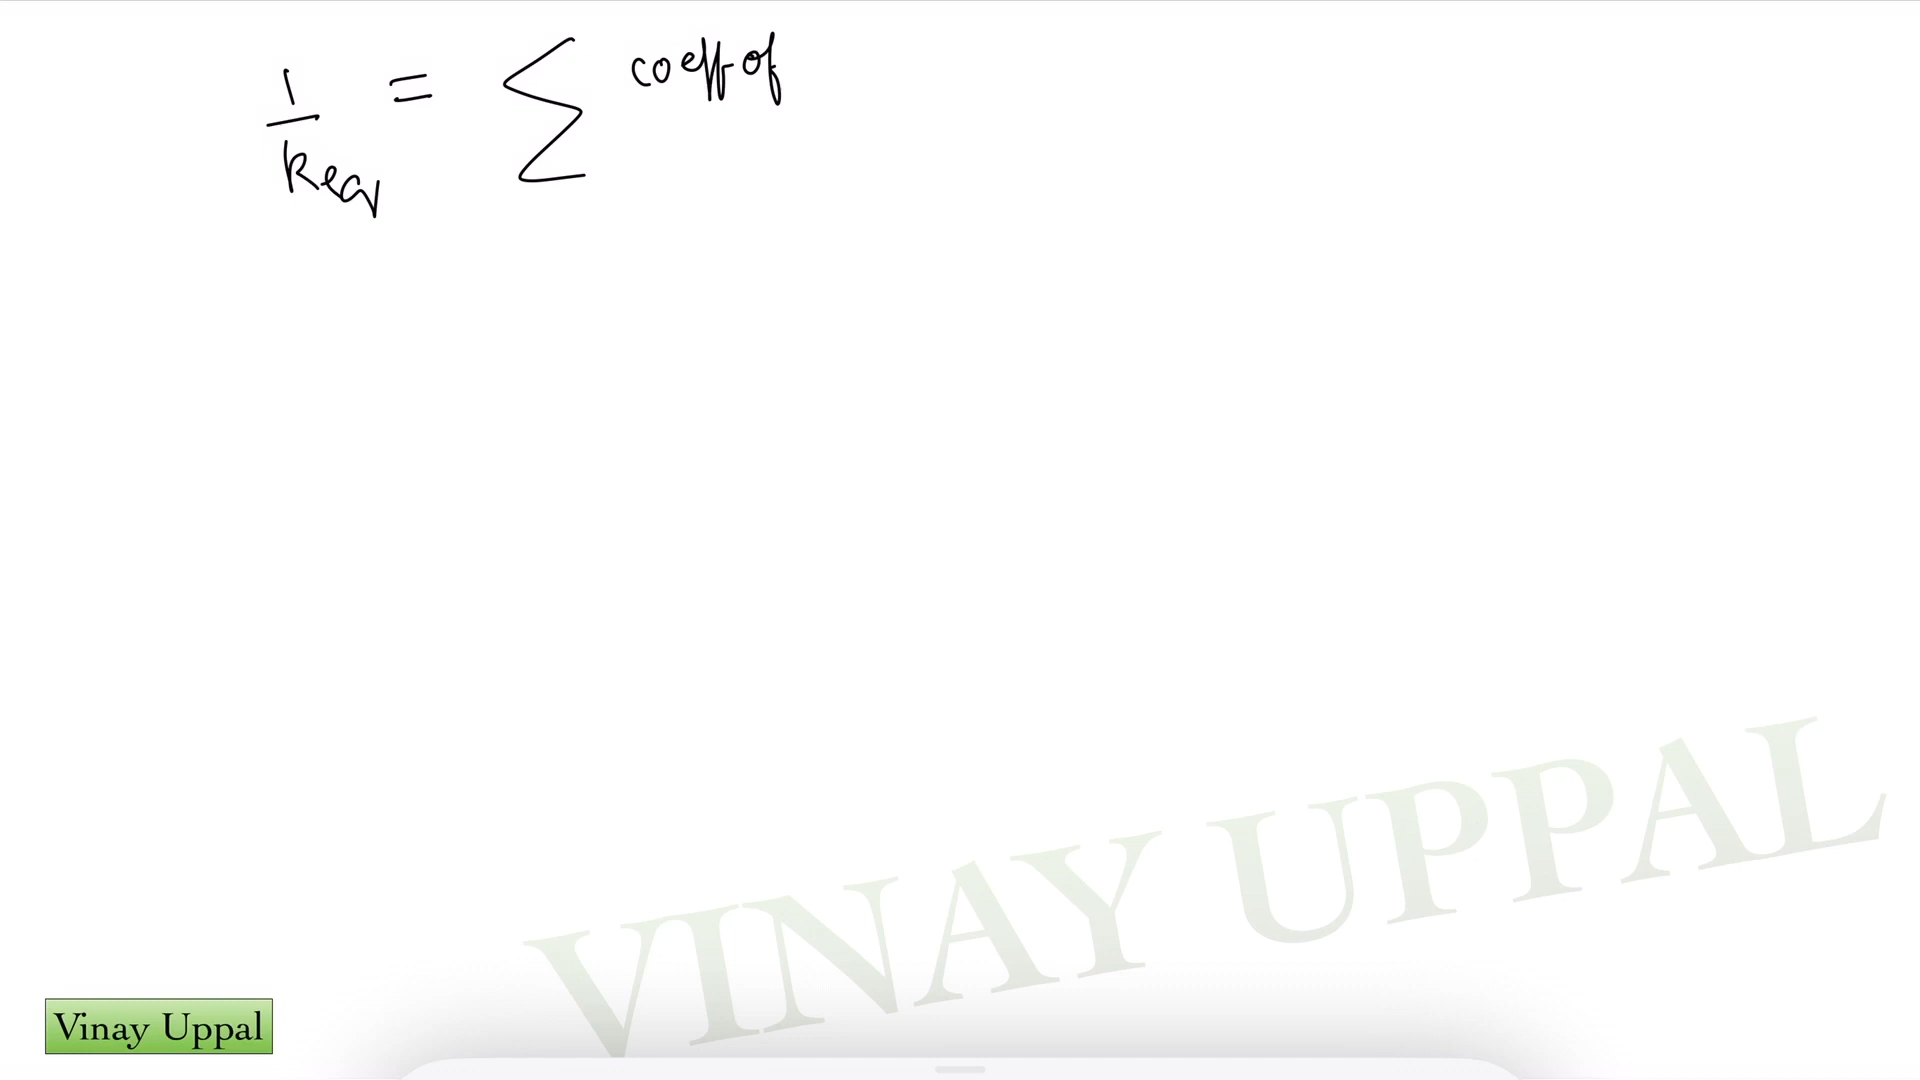 1/keq = Σ coeff of
VINAY UPPAL
Vinay Uppal